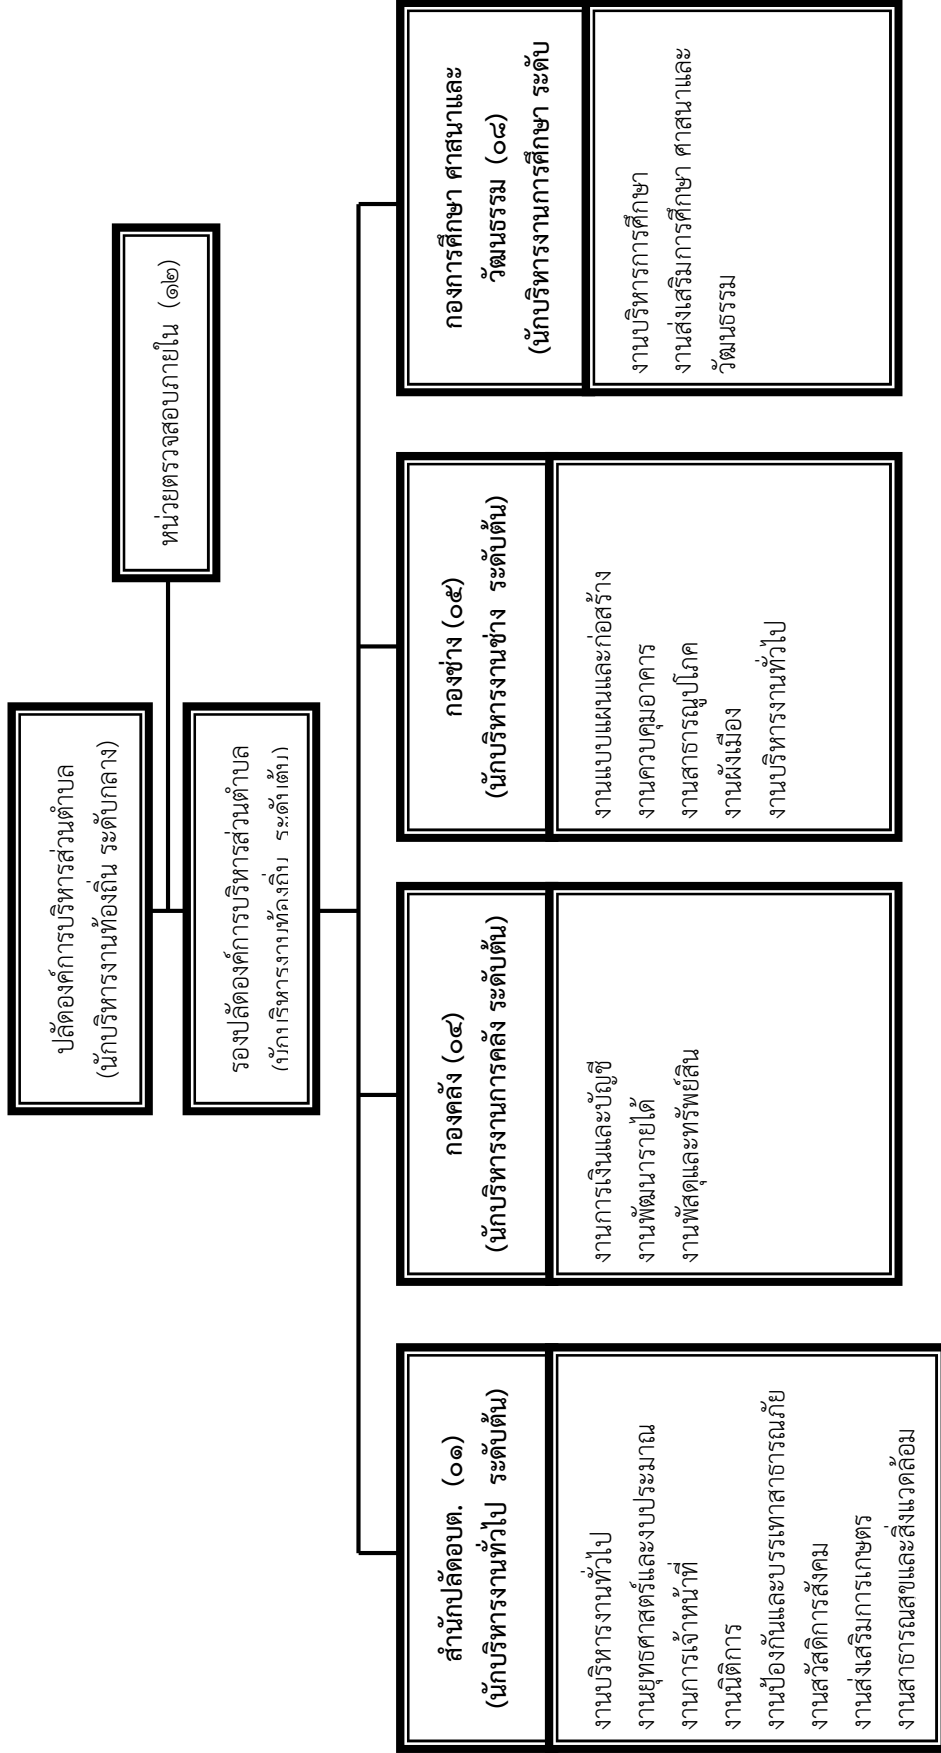 ปลัดองค์การบริหารส่วนตำบล
(นักบริหารงานท้องถิ่น ระดับกลาง)
หน่วยตรวจสอบภายใน (๑๒)
รองปลัดองค์การบริหารส่วนตำบล
(นักบริหารงานท้องถิ่น ระดับต้น)
สำนักปลัดอบต. (๐๑)
(นักบริหารงานทั่วไป ระดับต้น)
งานบริหารงานทั่วไป
งานยุทธศาสตร์และงบประมาณ
งานการเจ้าหน้าที่
งานนิติการ
งานป้องกันและบรรเทาสาธารณภัย
งานสวัสดิการสังคม
งานส่งเสริมการเกษตร
งานสาธารณสุขและสิ่งแวดล้อม
กองคลัง (๐๔)
(นักบริหารงานการคลัง ระดับต้น)
งานการเงินและบัญชี
งานพัฒนารายได้
งานพัสดุและทรัพย์สิน
กองช่าง (๐๕)
(นักบริหารงานช่าง ระดับต้น)
งานแบบแผนและก่อสร้าง
งานควบคุมอาคาร
งานสาธารณูปโภค
งานผังเมือง
งานบริหารงานทั่วไป
กองการศึกษา ศาสนาและ
วัฒนธรรม (๐๘)
(นักบริหารงานการศึกษา ระดับ
งานบริหารการศึกษา
งานส่งเสริมการศึกษา ศาสนาและ
วัฒนธรรม